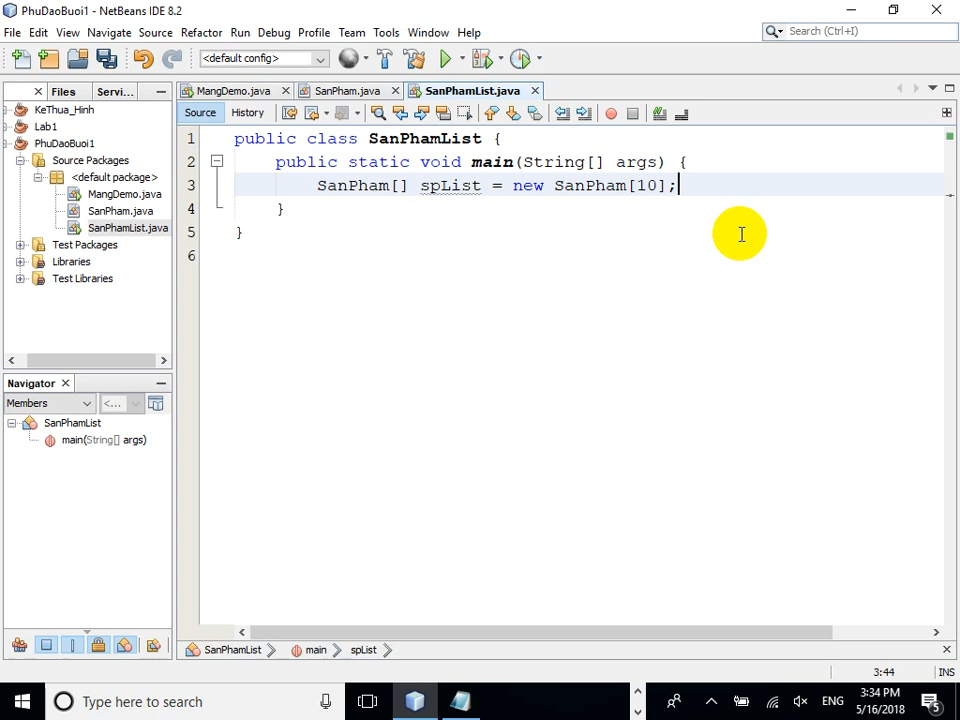 PhuDaoBuoi1 - NetBeans IDE 8.2
File Edit View Navigate Source Refactor Run Debug Profile Team Tools Window Help
Search (Ctrl+I)
<default config>
Files Servi...
MangDemo.java SanPham.java SanPhamList.java
KeThua_Hinh
Lab1
PhuDaoBuoi1
Source Packages
<default package>
MangDemo.java
SanPham.java
SanPhamList.java
Test Packages
Libraries
Test Libraries
Source History
1 public class SanPhamList {
2 public static void main(String[] args) {
3 SanPham[] spList = new SanPham[10];
4 }
5 }
6
Navigator
Members <...
SanPhamList
main(String[] args)
SanPhamList main spList
3:44 INS
Type here to search
ENG
3:34 PM
5/16/2018
5